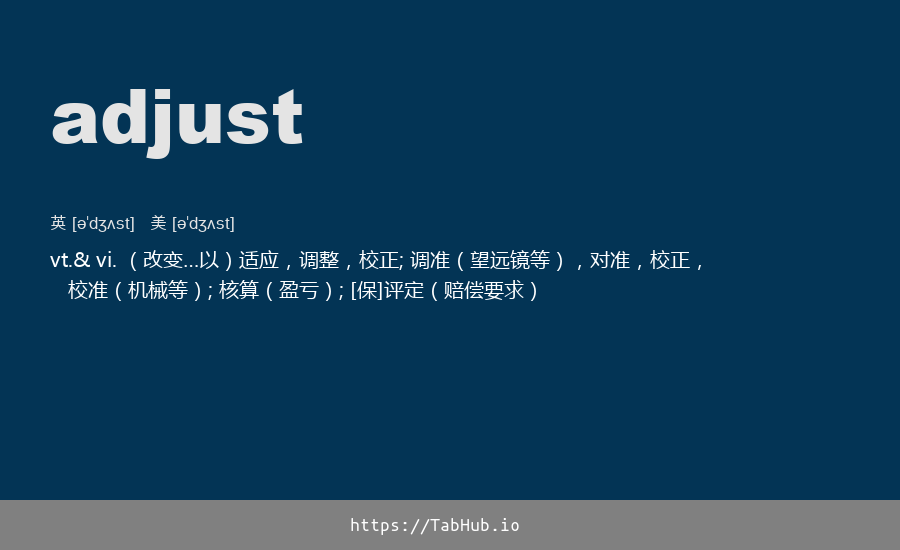 adjust
英 [ə'dʒʌst]   美 [ə'dʒʌst]
vt.& vi. （改变...以）适应，调整，校正; 调准（望远镜等），对准，校正，
校准（机械等）; 核算（盈亏）; [保]评定（赔偿要求）
https://TabHub.io